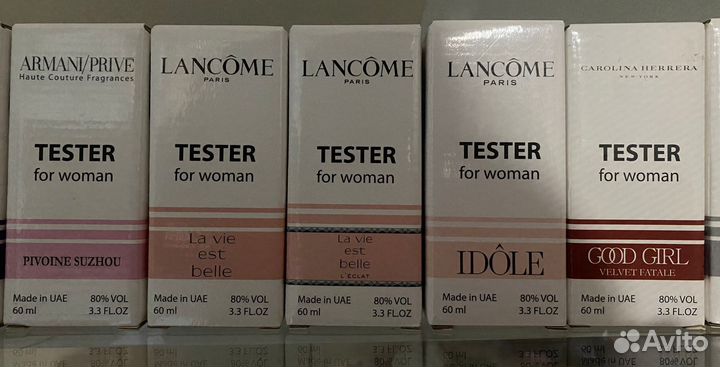 ARMANI/PRIVE
Haute Couture Fragrances
TESTER
for woman
PIVOINE SUZHOU
Made in UAE 80% VOL
60 ml 3.3 FL.OZ
LANCÔME
PARIS
TESTER
for woman
La vie
est
belle
Made in UAE 80% VOL
60 ml 3.3 FL.OZ
LANCÔME
PARIS
TESTER
for woman
La vie
est
belle
L'ÉCLAT
Made in UAE 80% VOL
60 ml 3.3 FL.OZ
LANCÔME
PARIS
TESTER
for woman
IDÔLE
Made in UAE 80% VOL
60 ml 3.3 FL.OZ
CAROLINA HERRERA
NEW YORK
TESTER
for woman
GOOD GIRL
VELVET FATALE
Made in UAE 80% VOL
60 ml 3.3 FL.OZ
Avito